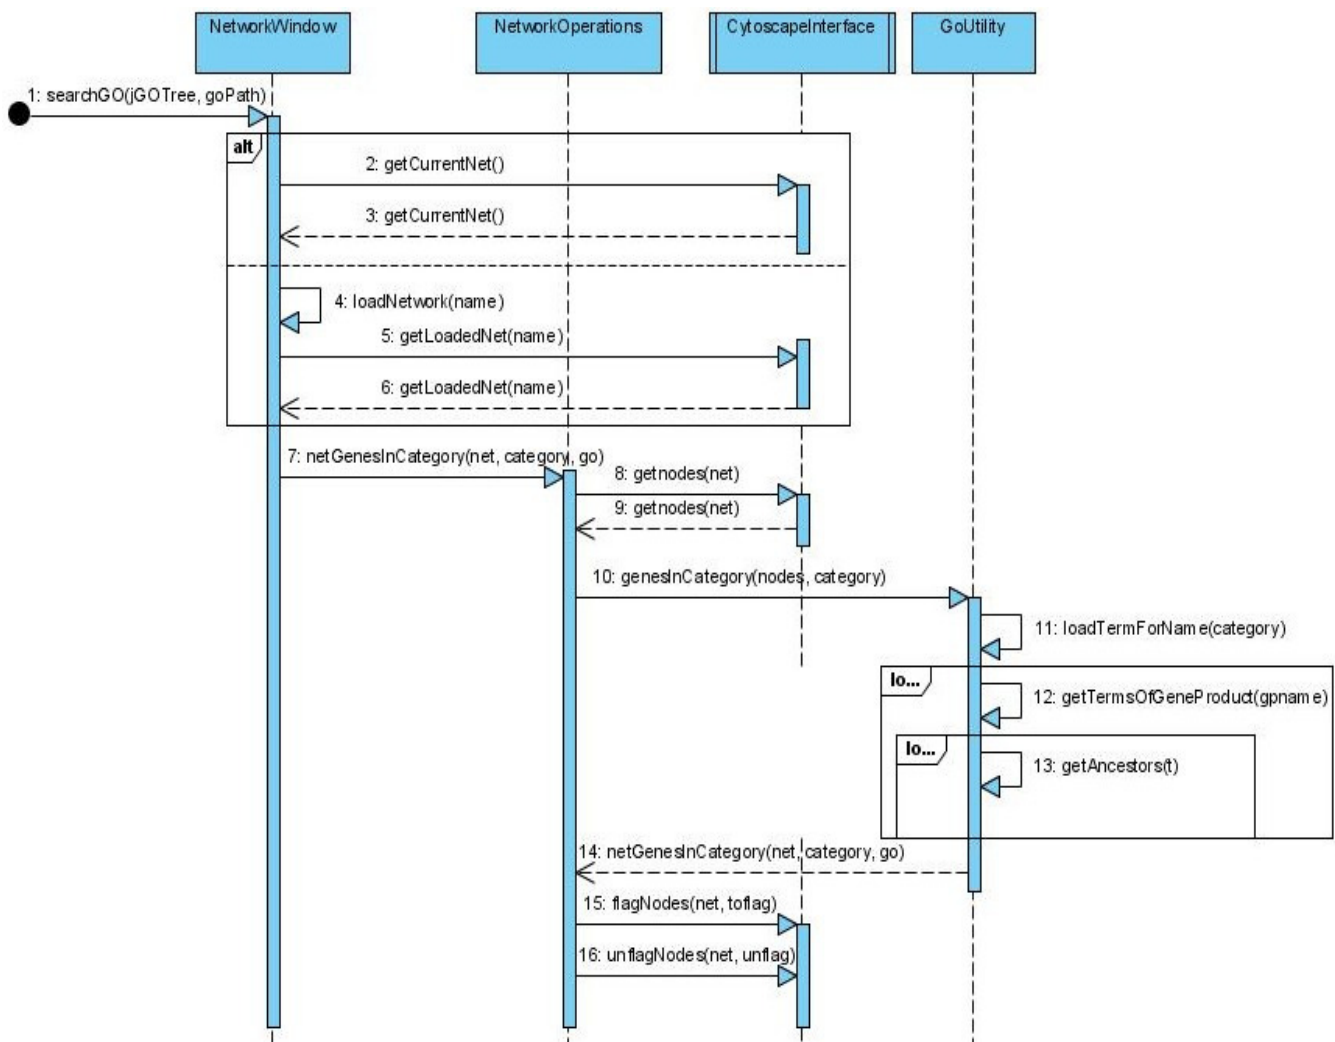 NetworkWindow
NetworkOperations
CytoscapeInterface
GoUtility
1: searchGO(jGOTree, goPath)
alt
2: getCurrentNet()
3: getCurrentNet()
4: loadNetwork(name)
5: getLoadedNet(name)
6: getLoadedNet(name)
7: netGenesInCategory(net, category, go)
8: getnodes(net)
9: getnodes(net)
10: genesInCategory(nodes, category)
11: loadTermForName(category)
lo...
12: getTermsOfGeneProduct(gpname)
lo...
13: getAncestors(t)
14: netGenesInCategory(net, category, go)
15: flagNodes(net, toflag)
16: unflagNodes(net, unflag)